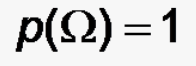 p(Ω) = 1